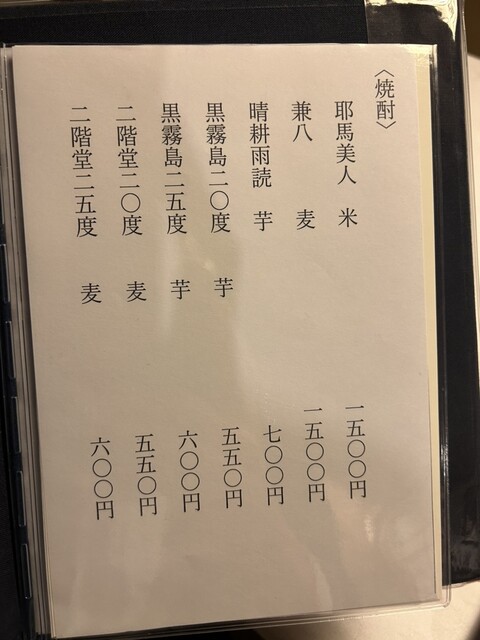 〈焼酎〉
耶馬美人 米 一五〇〇円
兼八 麦 一五〇〇円
晴耕雨読 芋 七〇〇円
黒霧島二〇度 芋 五五〇円
黒霧島二五度 芋 六〇〇円
二階堂二〇度 麦 五五〇円
二階堂二五度 麦 六〇〇円